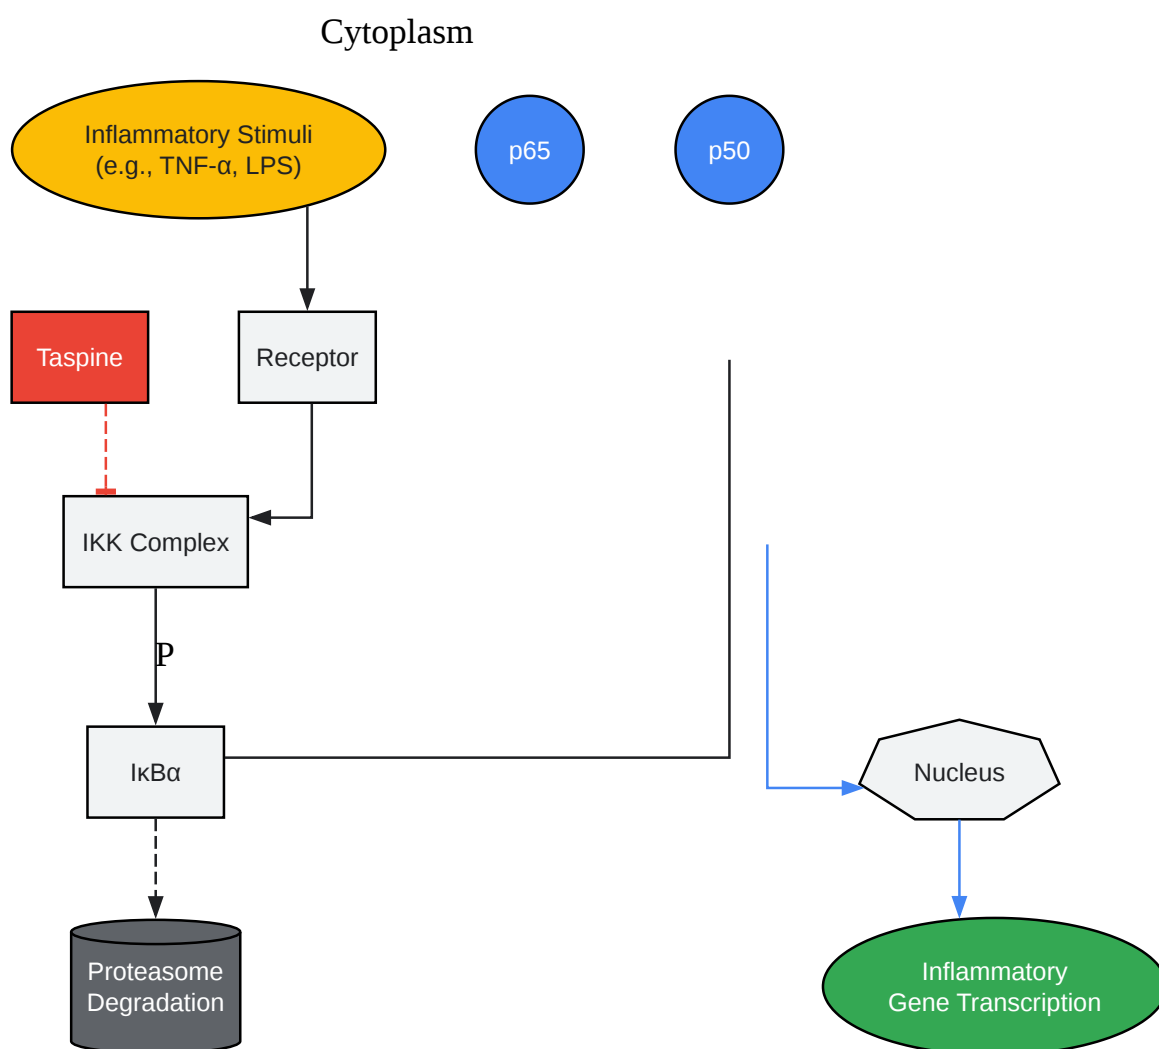 Cytoplasm
Inflammatory Stimuli
(e.g., TNF-α, LPS)
p65
p50
Taspine
Receptor
IKK Complex
P
IκBα
Nucleus
Proteasome
Degradation
Inflammatory
Gene Transcription